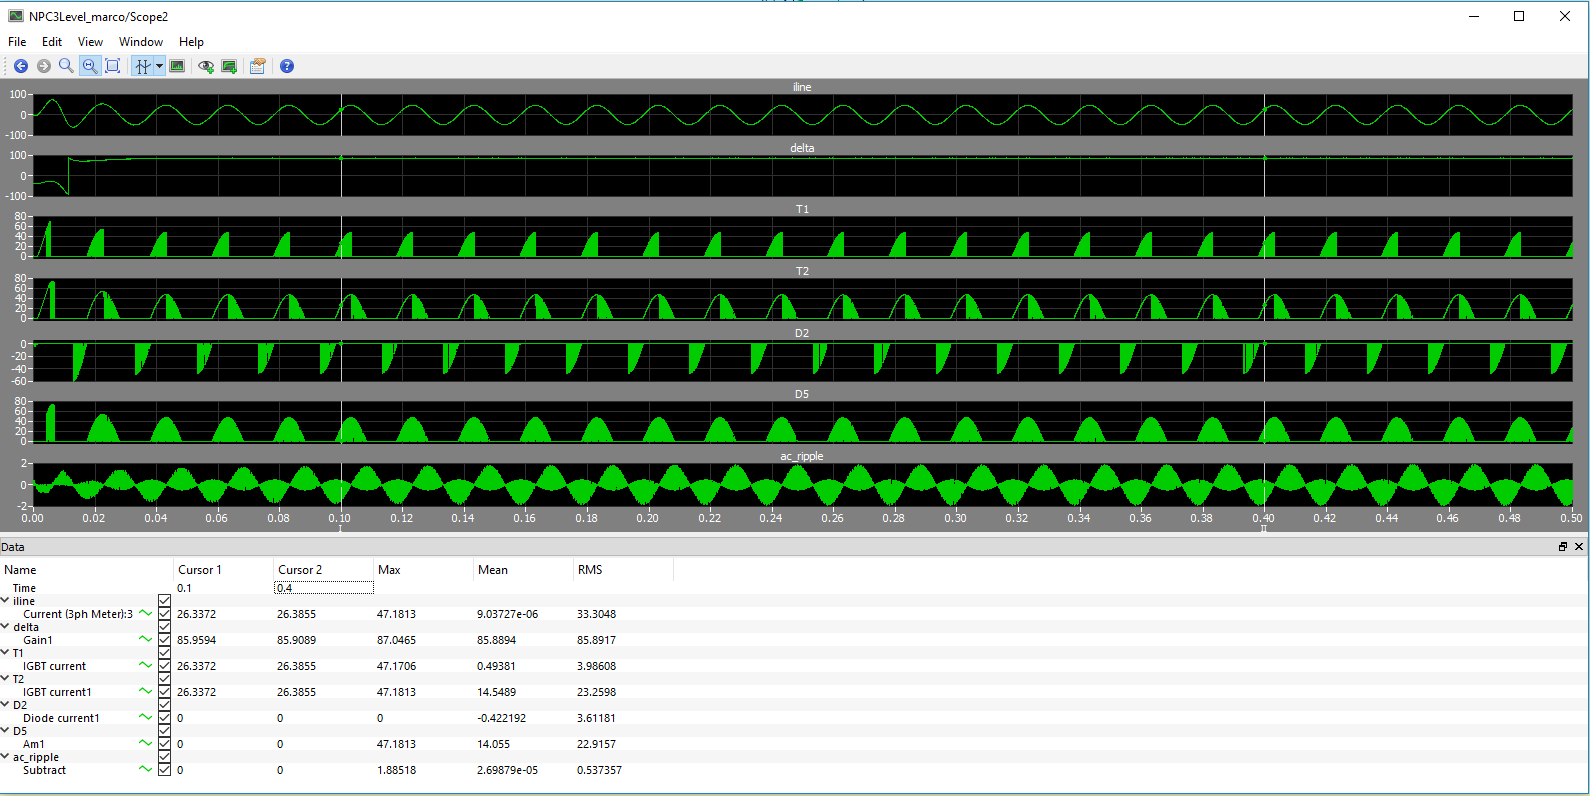 NPC3Level_marco/Scope2
File Edit View Window Help
iline
100
0
-100
delta
100
0
-100
T1
80
60
40
20
0
T2
80
60
40
20
0
D2
0
-20
-40
-60
D5
80
60
40
20
0
ac_ripple
2
0
-2
0.00 0.02 0.04 0.06 0.08 0.10 0.12 0.14 0.16 0.18 0.20 0.22 0.24 0.26 0.28 0.30 0.32 0.34 0.36 0.38 0.40 0.42 0.44 0.46 0.48 0.50
I II
Data
Name Cursor 1 Cursor 2 Max Mean RMS
Time 0.1 0.4
iline
Current (3ph Meter):3 26.3372 26.3855 47.1813 9.03727e-06 33.3048
delta
Gain1 85.9594 85.9089 87.0465 85.8894 85.8917
T1
IGBT current 26.3372 26.3855 47.1706 0.49381 3.98608
T2
IGBT current1 26.3372 26.3855 47.1813 14.5489 23.2598
D2
Diode current1 0 0 0 -0.422192 3.61181
D5
Am1 0 0 47.1813 14.055 22.9157
ac_ripple
Subtract 0 0 1.88518 2.69879e-05 0.537357